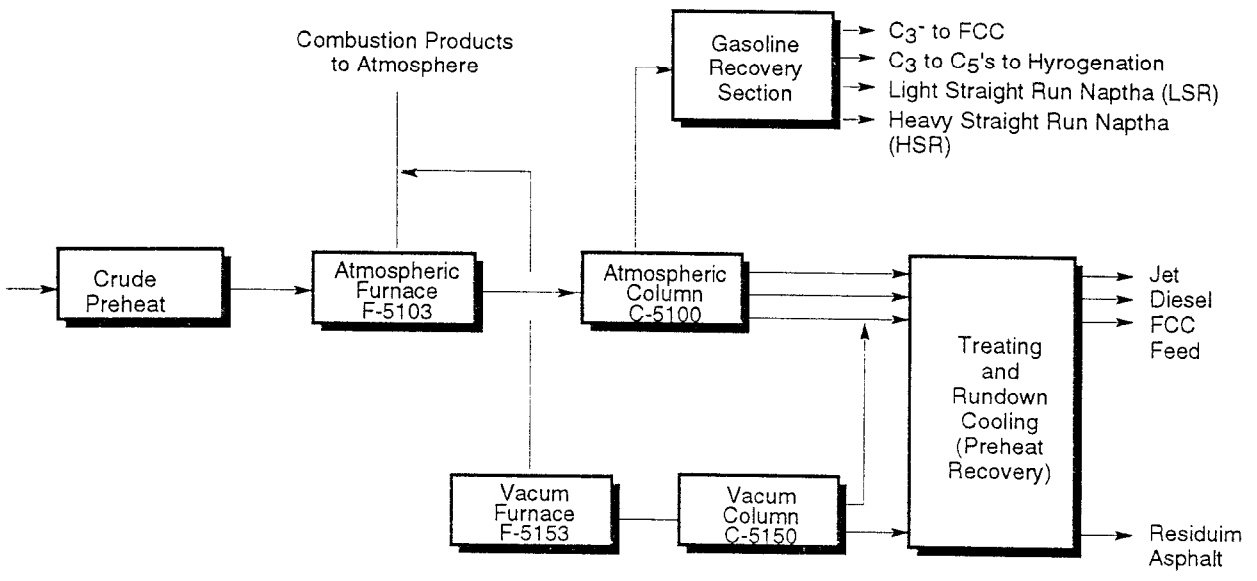 Combustion Products
to Atmosphere
Gasoline
Recovery
Section
C3- to FCC
C3 to C5's to Hyrogenation
Light Straight Run Naptha (LSR)
Heavy Straight Run Naptha
(HSR)
Crude
Preheat
Atmospheric
Furnace
F-5103
Atmospheric
Column
C-5100
Treating
and
Rundown
Cooling
(Preheat
Recovery)
Jet
Diesel
FCC
Feed
Vacum
Furnace
F-5153
Vacum
Column
C-5150
Residuim
Asphalt